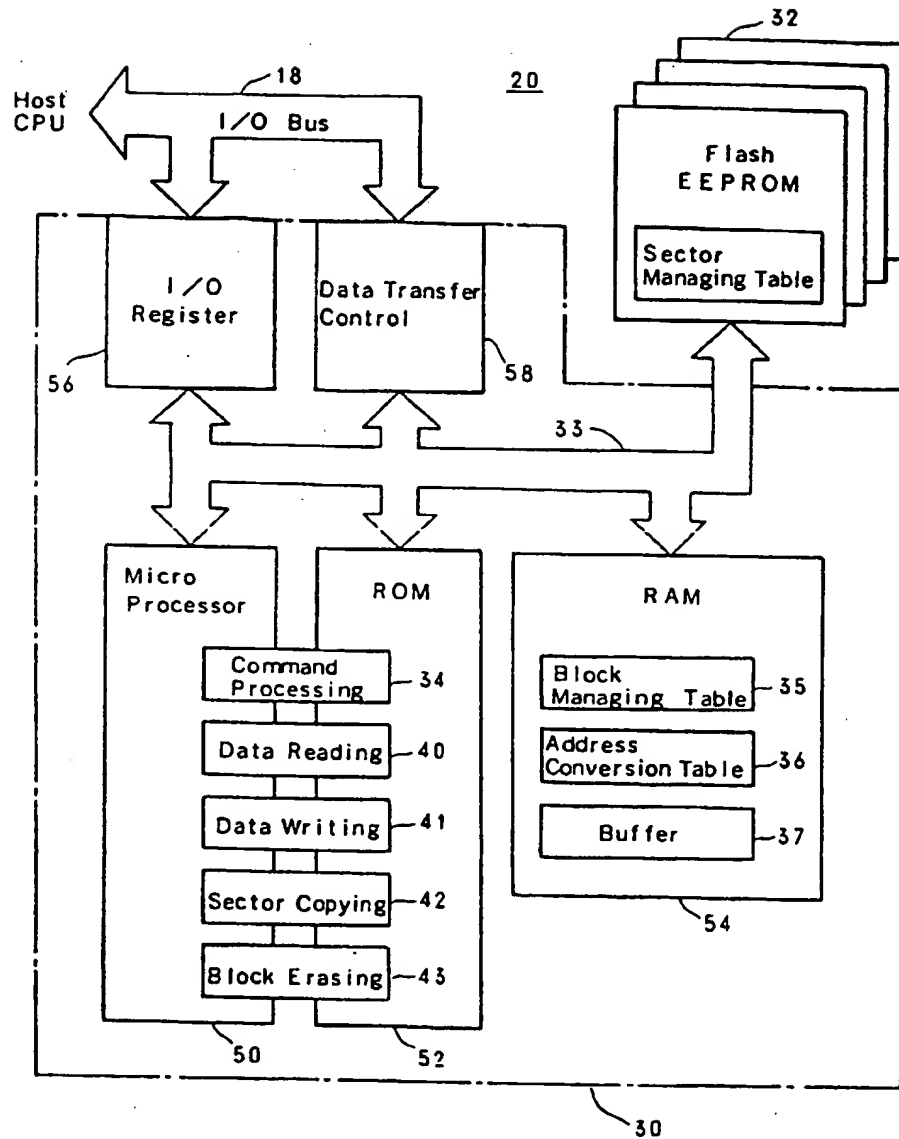 32
18
20
Host
CPU
I/O Bus
Flash
EEPROM
Sector
Managing Table
I/O
Register
Data Transfer
Control
56
58
33
Micro
Processor
ROM
RAM
Command
Processing
34
Data Reading
40
Data Writing
41
Sector Copying
42
Block Erasing
43
Block
Managing Table
35
Address
Conversion Table
36
Buffer
37
54
50
52
30